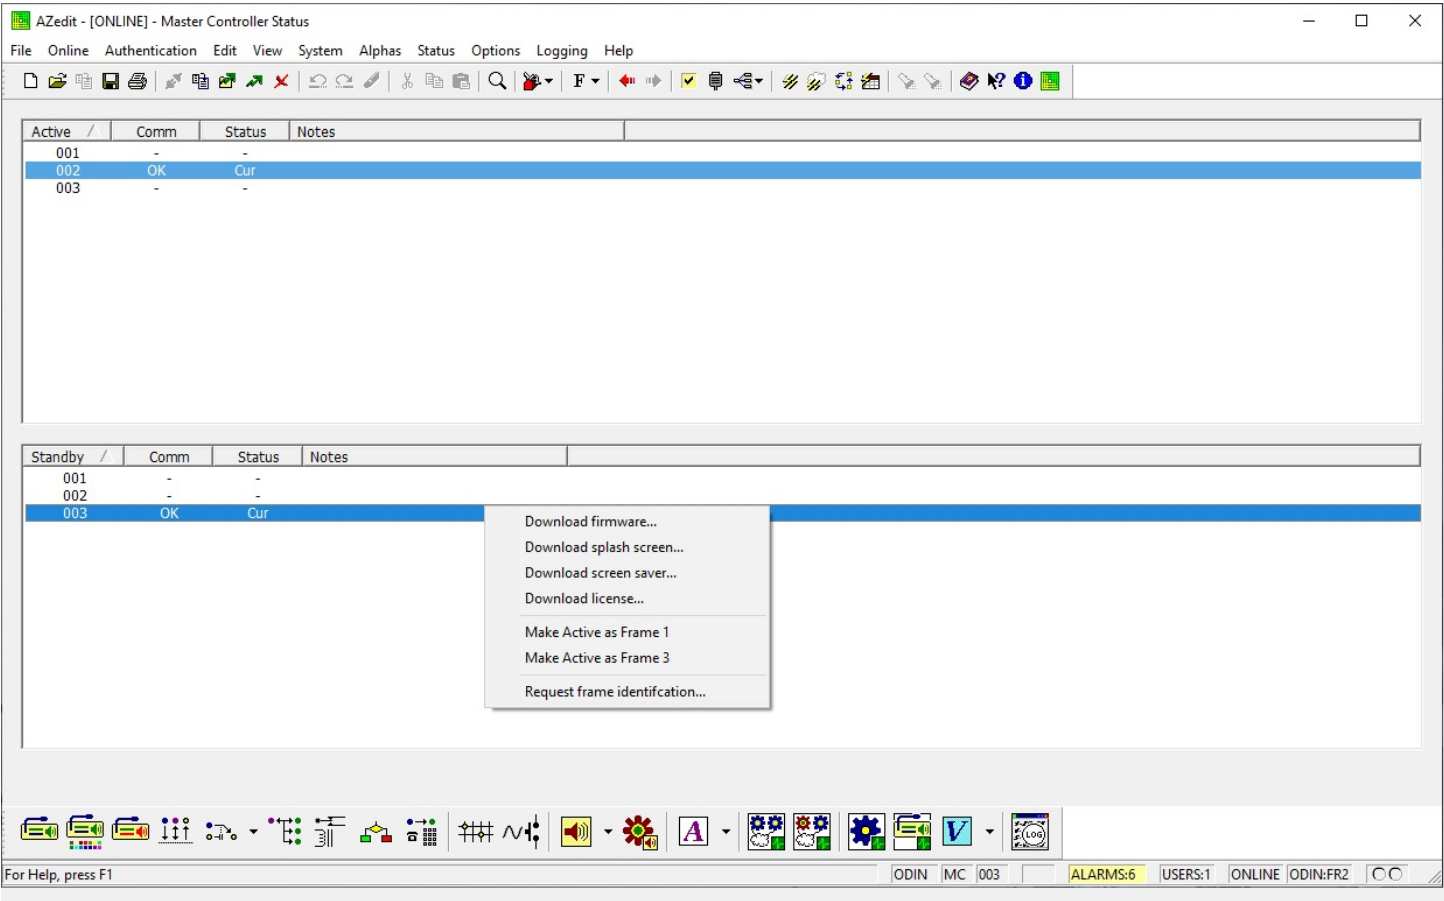 AZedit - [ONLINE] - Master Controller Status
File Online Authentication Edit View System Alphas Status Options Logging Help
F
Active Comm Status Notes
001 - -
002 OK Cur
003 - -
Standby Comm Status Notes
001 - -
002 - -
003 OK Cur
Download firmware...
Download splash screen...
Download screen saver...
Download license...
Make Active as Frame 1
Make Active as Frame 3
Request frame identifcation...
A V LOG
For Help, press F1 ODIN MC 003 ALARMS:6 USERS:1 ONLINE ODIN:FR2